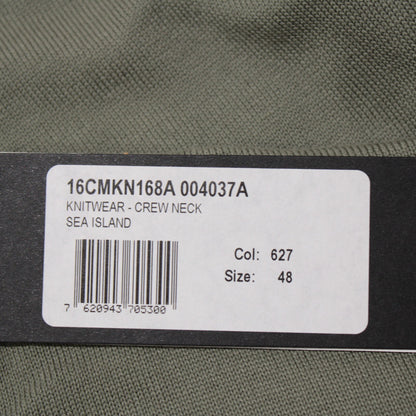 16CMKN168A 004037A
KNITWEAR - CREW NECK
SEA ISLAND
Col: 627
Size: 48
7 620943 705300